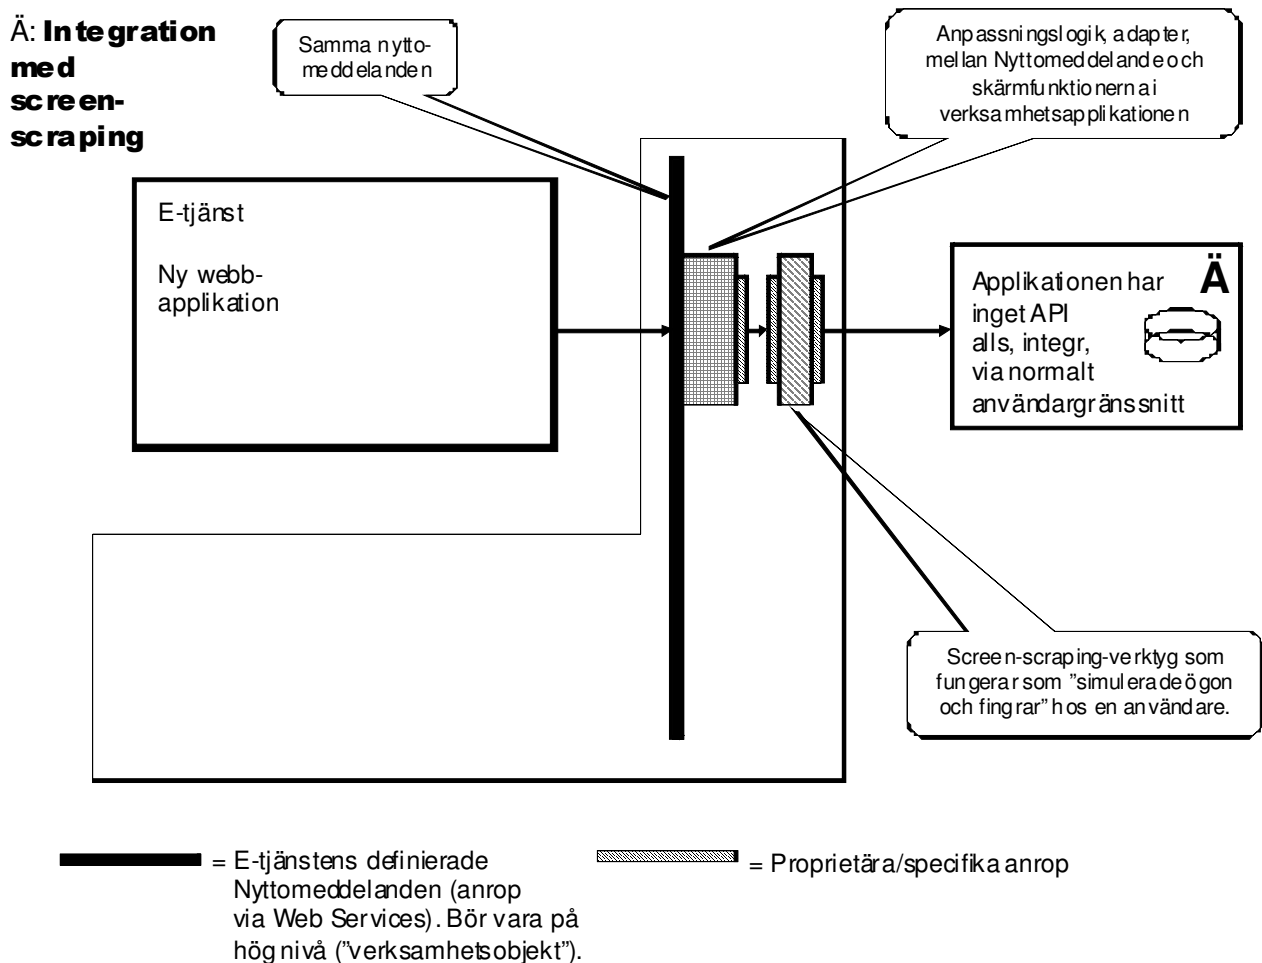 Ä: Integration
med
screen-
scraping
Samma nytto-
meddelanden
Anpassningslogik, adapter,
mellan Nyttomeddelande och
skärmfunktionerna i
verksamhetsapplikationen
E-tjänst
Ny webb-
applikation
Applikationen har
inget API
alls, integr,
via normalt
användargränssnitt
Ä
Screen-scraping-verktyg som
fungerar som ”simulerade ögon
och fingrar” hos en användare.
= E-tjänstens definierade
Nyttomeddelanden (anrop
via Web Services). Bör vara på
hög nivå (”verksamhetsobjekt”).
= Proprietära/specifika anrop